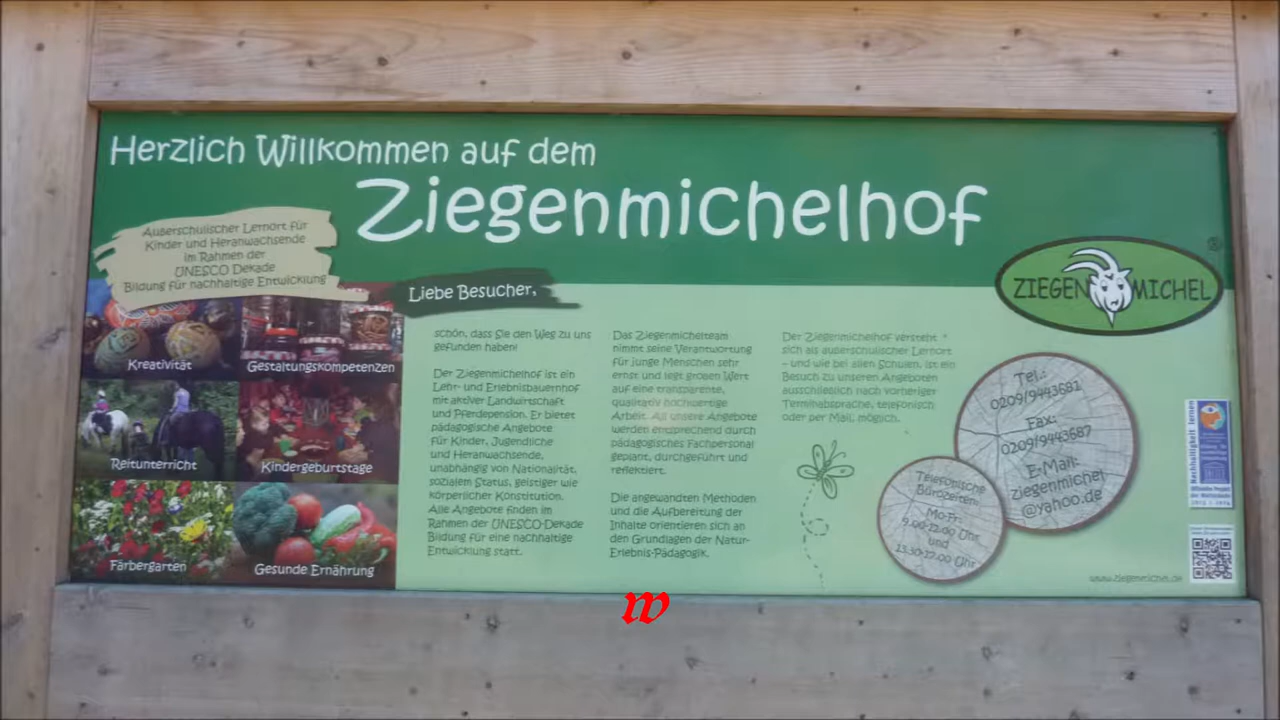 Herzlich Willkommen auf dem
Ziegenmichelhof
Außerschulischer Lernort für
Kinder und Heranwachsende
im Rahmen der
UNESCO Dekade
Bildung für nachhaltige Entwicklung
Kreativität
Gestaltungskompetenzen
Reitunterricht
Kindergeburtstage
Färbergarten
Gesunde Ernährung
Liebe Besucher,
schön, dass Sie den Weg zu uns
gefunden haben!
Der Ziegenmichelhof ist ein
Lehr- und Erlebnisbauernhof
mit aktiver Landwirtschaft
und Pferdepension. Er bietet
pädagogische Angebote
für Kinder, Jugendliche
und Heranwachsende,
unabhängig von Nationalität,
sozialem Status, geistiger wie
körperlicher Konstitution.
Alle Angebote finden im
Rahmen der UNESCO-Dekade
Bildung für eine nachhaltige
Entwicklung statt.
Das Ziegenmichelteam
nimmt seine Verantwortung
für junge Menschen sehr
ernst und legt großen Wert
auf eine transparente,
qualitativ hochwertige
Arbeit. All unsere Angebote
werden entsprechend durch
pädagogisches Fachpersonal
geplant, durchgeführt und
reflektiert.
Die angewandten Methoden
und die Aufbereitung der
Inhalte orientieren sich an
den Grundlagen der Natur-
Erlebnis-Pädagogik.
Der Ziegenmichelhof versteht
sich als außerschulischer Lernort
– und wie bei allen Schulen, ist ein
Besuch zu unseren Angeboten
ausschließlich nach vorheriger
Terminabsprache, telefonisch
oder per Mail, möglich.
ZIEGEN MICHEL
®
Tel.:
0209/9443681
Fax:
0209/9443687
E-Mail:
ziegenmichel
@yahoo.de
Telefonische
Bürozeiten:
Mo-Fr:
9.00-12.00 Uhr
und
13.30-17.00 Uhr
Nachhaltigkeit lernen
www.ziegenmichel.de
w